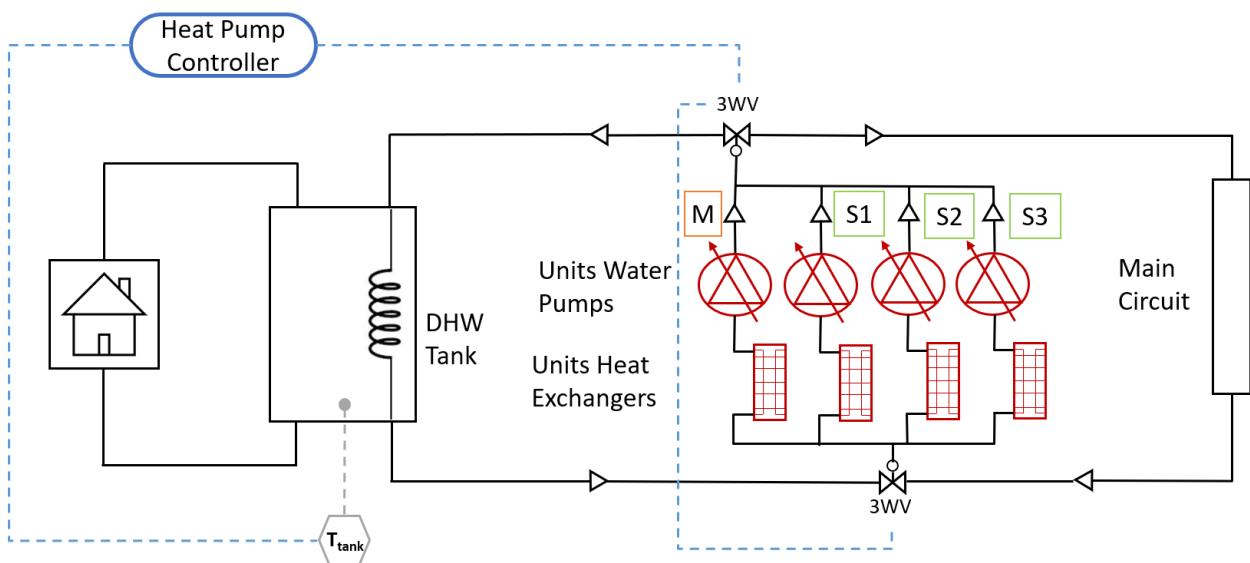 Heat Pump
Controller
3WV
M
S1
S2
S3
Units Water
Pumps
Main
Circuit
DHW
Tank
Units Heat
Exchangers
3WV
Ttank